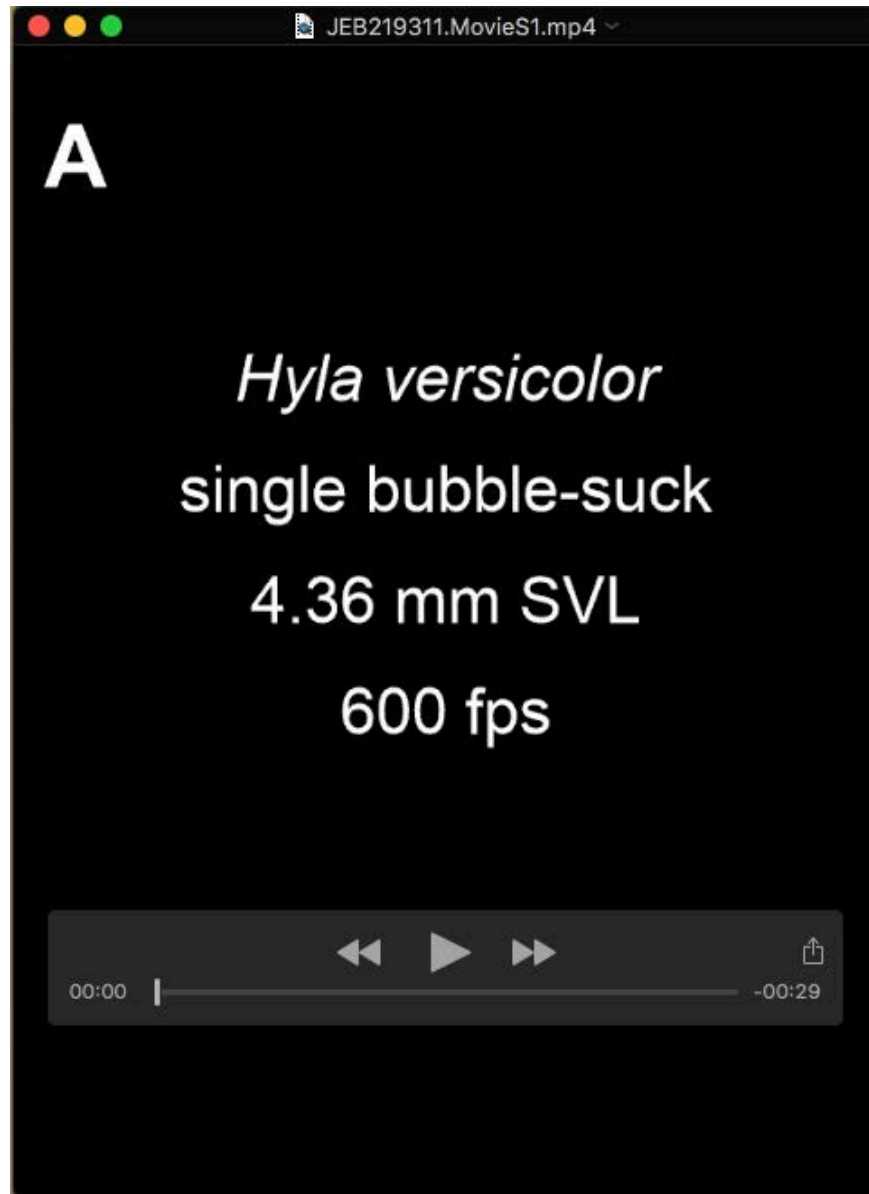 JEB219311.MovieS1.mp4
A
Hyla versicolor
single bubble-suck
4.36 mm SVL
600 fps
00:00 -00:29